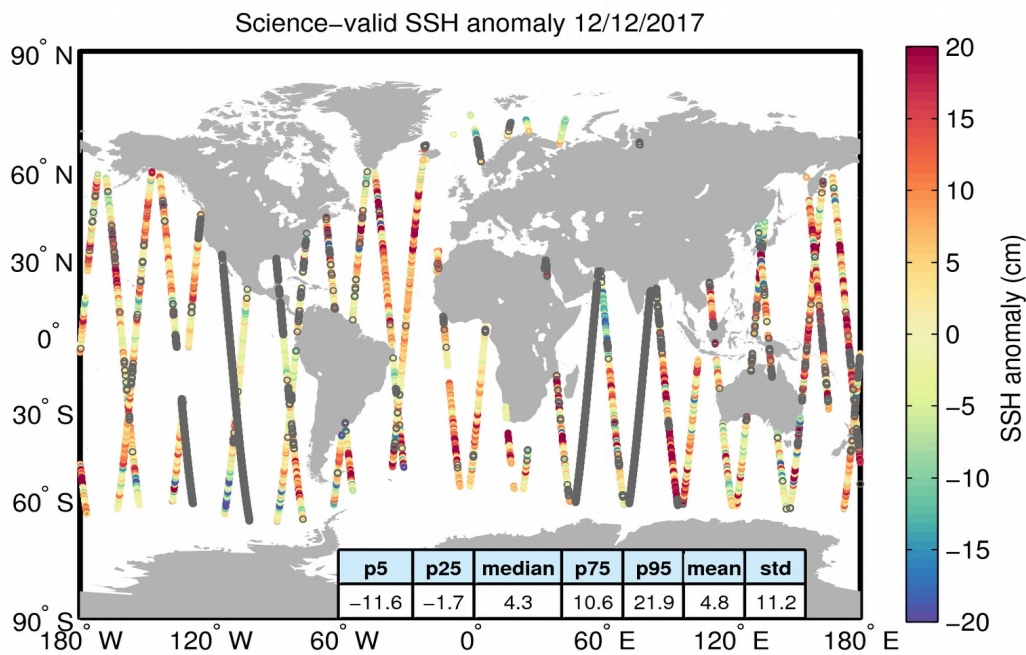 Science−valid SSH anomaly 12/12/2017
90° N
60° N
30° N
0°
30° S
60° S
90° S
180° W
120° W
60° W
0°
60° E
120° E
180° E
p5 p25 median p75 p95 mean std
−11.6 −1.7 4.3 10.6 21.9 4.8 11.2
20
15
10
5
0
−5
−10
−15
−20
SSH anomaly (cm)